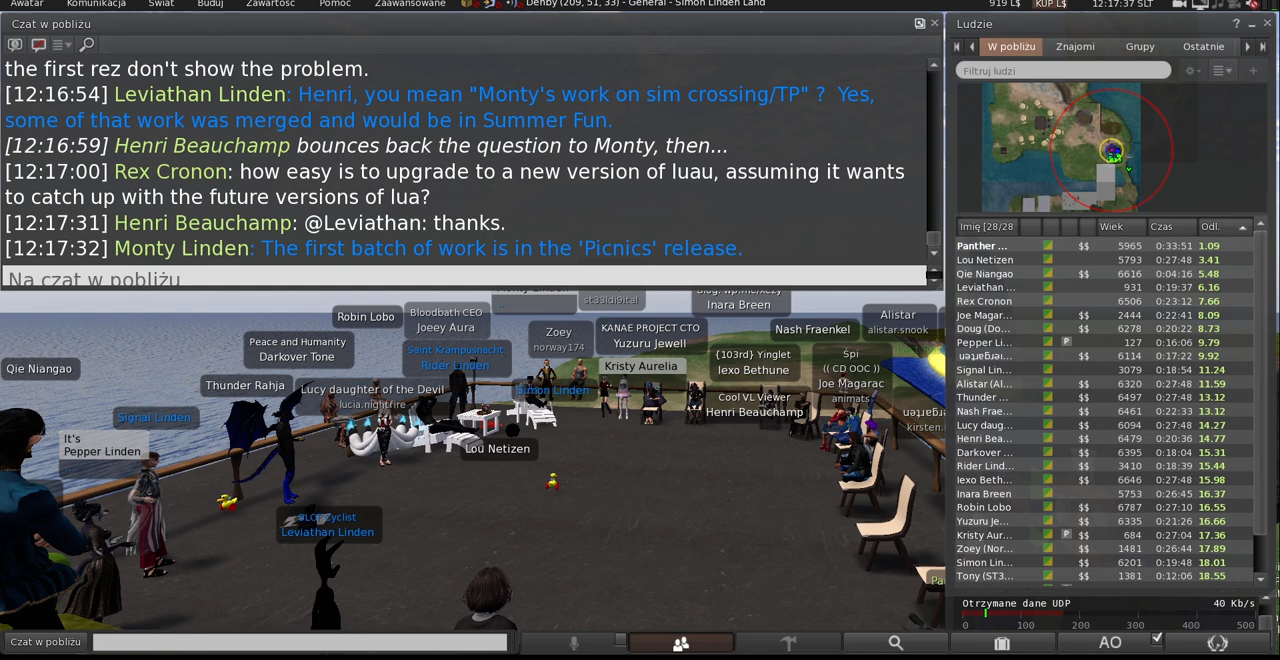 Awatar Komunikacja Świat Buduj Zawartość Pomoc Zaawansowane Denby (209, 51, 33) - General - Simon Linden Land 919 L$ KUP L$ 12:17:37 SLT
Czat w pobliżu
the first rez don't show the problem.
[12:16:54] Leviathan Linden: Henri, you mean "Monty's work on sim crossing/TP" ? Yes,
some of that work was merged and would be in Summer Fun.
[12:16:59] Henri Beauchamp bounces back the question to Monty, then...
[12:17:00] Rex Cronon: how easy is to upgrade to a new version of luau, assuming it wants
to catch up with the future versions of lua?
[12:17:31] Henri Beauchamp: @Leviathan: thanks.
[12:17:32] Monty Linden: The first batch of work is in the 'Picnics' release.
Na czat w pobliżu
st33ldi9ital
Inara Breen
Robin Lobo
Bloodbath CEO
Joeey Aura
Alistar
alistar.snook
Zoey
norway174
KANAE PROJECT CTO
Yuzuru Jewell
Nash Fraenkel
Peace and Humanity
Darkover Tone
Saint Krampusnacht
Rider Linden
Qie Niangao
Kristy Aurelia
{103rd} Yinglet
Iexo Bethune
Śpi
(( CD OOC ))
Joe Magarac
animats
Thunder Rahja
Lucy daughter of the Devil
lucia.nightfire
Simon Linden
Cool VL Viewer
Henri Beauchamp
Signal Linden
It's
Pepper Linden
Lou Netizen
SLOP Cyclist
Leviathan Linden
Czat w pobliżu
Ludzie
W pobliżu Znajomi Grupy Ostatnie
Filtruj ludzi
Imię [28/28 Wiek Czas Odl.
Panther ... $$ 5965 0:33:51 1.09
Lou Netizen 5793 0:27:48 3.41
Qie Niangao $$ 6616 0:04:16 5.48
Leviathan ... 931 0:19:37 6.16
Rex Cronon 6506 0:23:12 7.66
Joe Magar... $$ 2444 0:22:41 8.09
Doug (Do... $$ 6278 0:20:22 8.73
Pepper Li... P 127 0:16:06 9.79
$$ 6114 0:17:22 9.92
Signal Lin... 3079 0:18:54 11.24
Alistar (Al... $$ 6320 0:27:48 11.59
Thunder ... $$ 6497 0:27:48 13.12
Nash Frae... $$ 6461 0:22:33 13.12
Lucy daug... $$ 6094 0:27:48 14.27
Henri Bea... $$ 6479 0:20:36 14.77
Darkover ... $$ 6395 0:18:04 15.31
Rider Lind... $$ 3410 0:18:39 15.44
Iexo Beth... $$ 6646 0:27:48 15.98
Inara Breen 5753 0:26:45 16.37
Robin Lobo $$ 6787 0:27:10 16.55
Yuzuru Je... $$ 6335 0:21:26 16.66
Kristy Aur... P 684 0:27:04 17.36
Zoey (Nor... $$ 1481 0:26:44 17.89
Simon Lin... $$ 6201 0:19:48 18.01
Tony (ST3... $$ 1381 0:12:06 18.55
Otrzymane dane UDP 40 Kb/s
0 100 200 300 400 500
AO